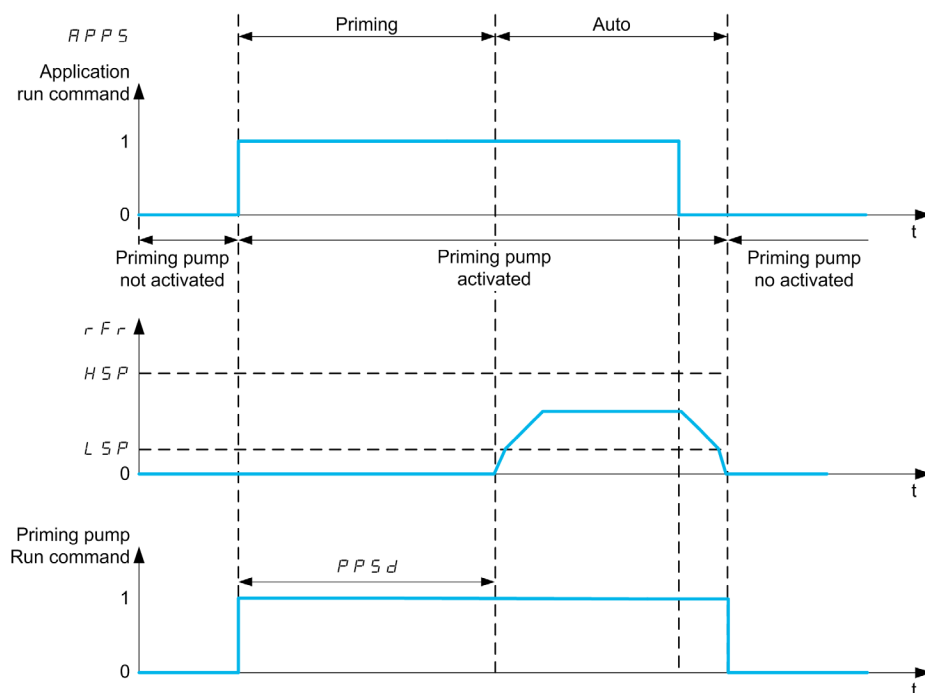 Priming
Auto
APPS
Application
run command
1
0
t
Priming pump
not activated
Priming pump
activated
Priming pump
no activated
rFr
HSP
LSP
0
t
Priming pump
Run command
PPSd
1
0
t